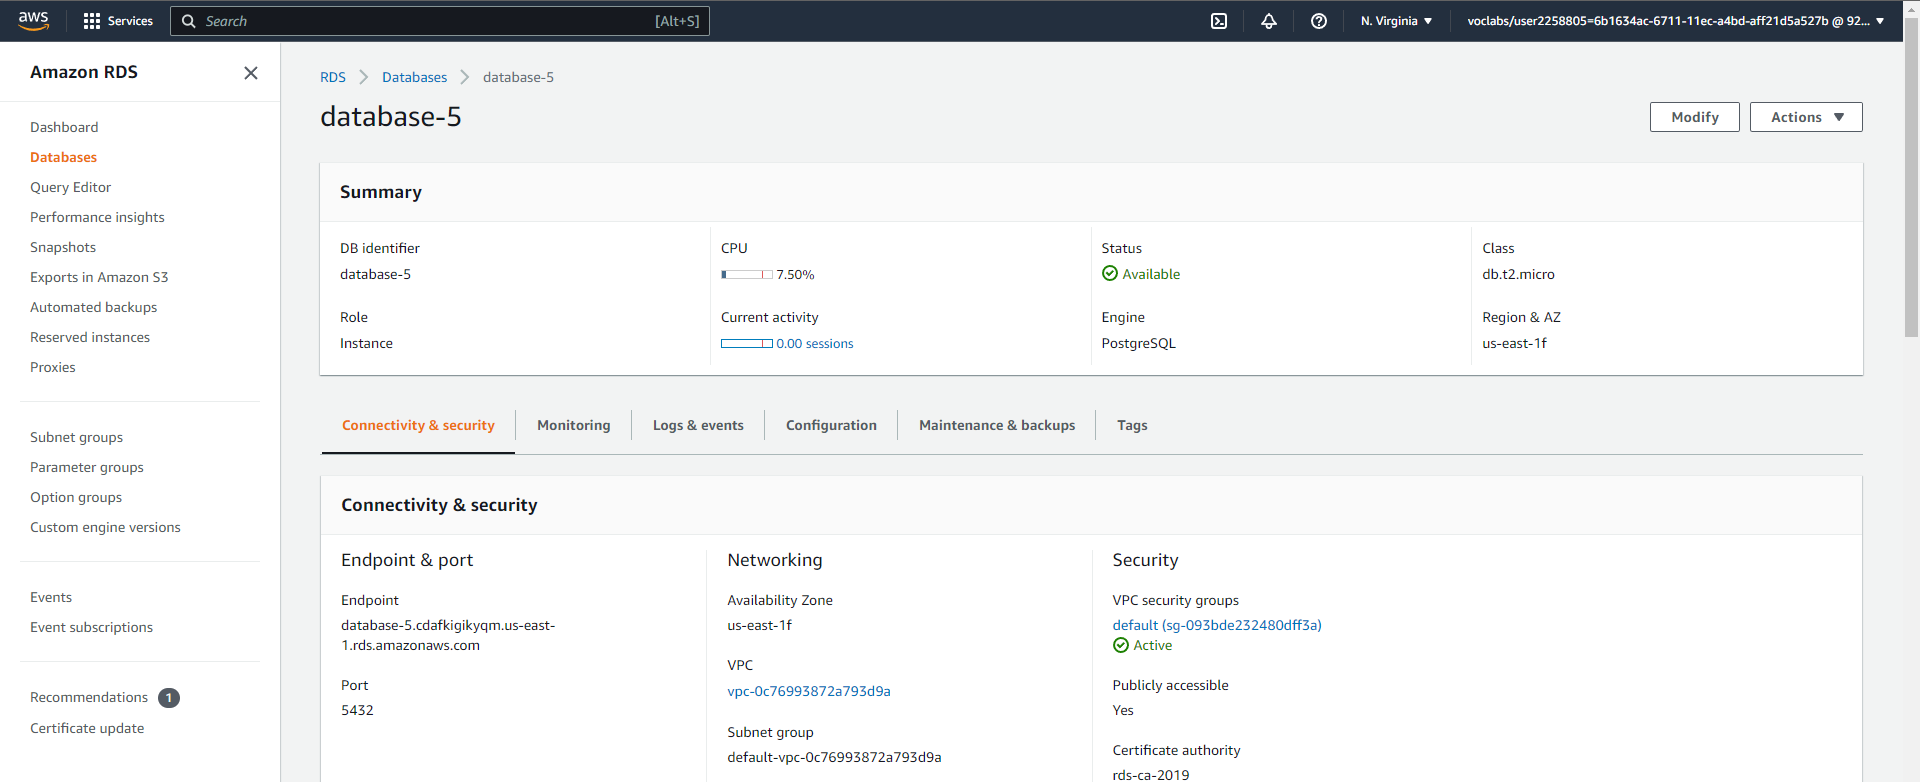 aws
Services
Search [Alt+S]
N. Virginia
voclabs/user2258805=6b1634ac-6711-11ec-a4bd-aff21d5a527b @ 92...
Amazon RDS
Dashboard
Databases
Query Editor
Performance insights
Snapshots
Exports in Amazon S3
Automated backups
Reserved instances
Proxies
Subnet groups
Parameter groups
Option groups
Custom engine versions
Events
Event subscriptions
Recommendations 1
Certificate update
RDS > Databases > database-5
database-5
Modify
Actions
Summary
DB identifier
database-5
CPU
7.50%
Status
Available
Class
db.t2.micro
Role
Instance
Current activity
0.00 sessions
Engine
PostgreSQL
Region & AZ
us-east-1f
Connectivity & security
Monitoring
Logs & events
Configuration
Maintenance & backups
Tags
Connectivity & security
Endpoint & port
Endpoint
database-5.cdafkigikyqm.us-east-
1.rds.amazonaws.com
Port
5432
Networking
Availability Zone
us-east-1f
VPC
vpc-0c76993872a793d9a
Subnet group
default-vpc-0c76993872a793d9a
Security
VPC security groups
default (sg-093bde232480dff3a)
Active
Publicly accessible
Yes
Certificate authority
rds-ca-2019